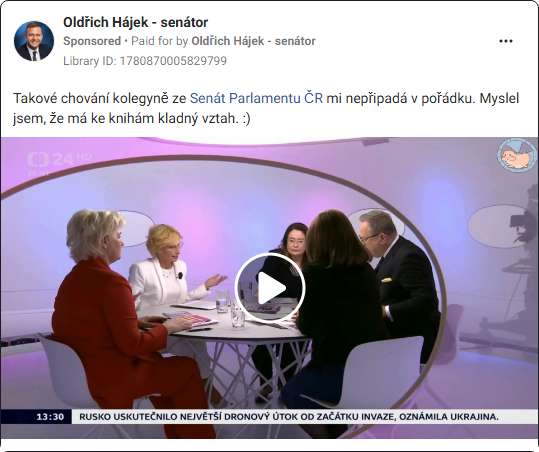 Oldřich Hájek - senátor
Sponsored • Paid for by Oldřich Hájek - senátor
Library ID: 1780870005829799
Takové chování kolegyně ze Senát Parlamentu ČR mi nepřipadá v pořádku. Myslel
jsem, že má ke knihám kladný vztah. :)
ČT24 HD
13:30 RUSKO USKUTEČNILO NEJVĚTŠÍ DRONOVÝ ÚTOK OD ZAČÁTKU INVAZE, OZNÁMILA UKRAJINA.